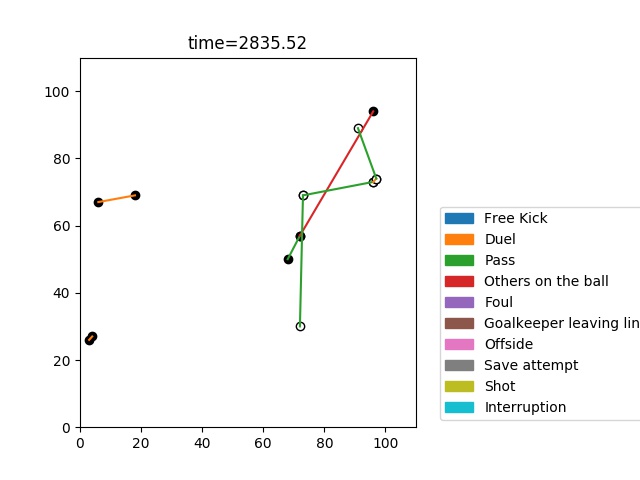 time=2835.52
100
80
60
40
20
0
0 20 40 60 80 100
Free Kick
Duel
Pass
Others on the ball
Foul
Goalkeeper leaving lin
Offside
Save attempt
Shot
Interruption